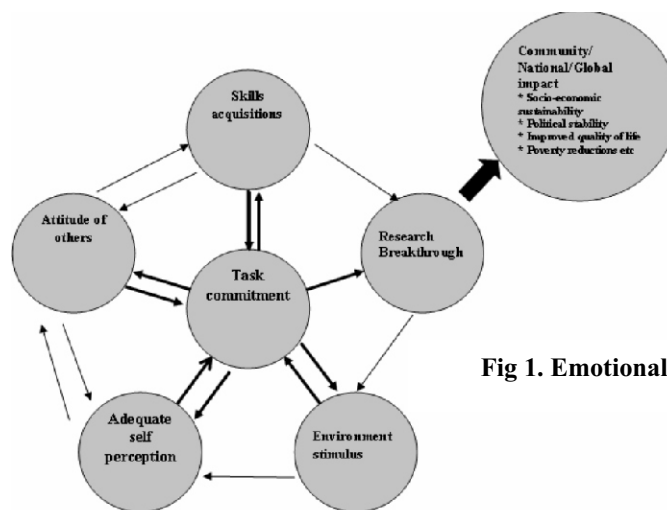 Community/
National/Global
impact
* Socio-economic
sustainability
* Political stability
* Improved quality of life
* Poverty reductions etc
Skills
acquisitions
Attitude of
others
Research
Breakthrough
Task
commitment
Fig 1. Emotional
Adequate
self
perception
Environment
stimulus